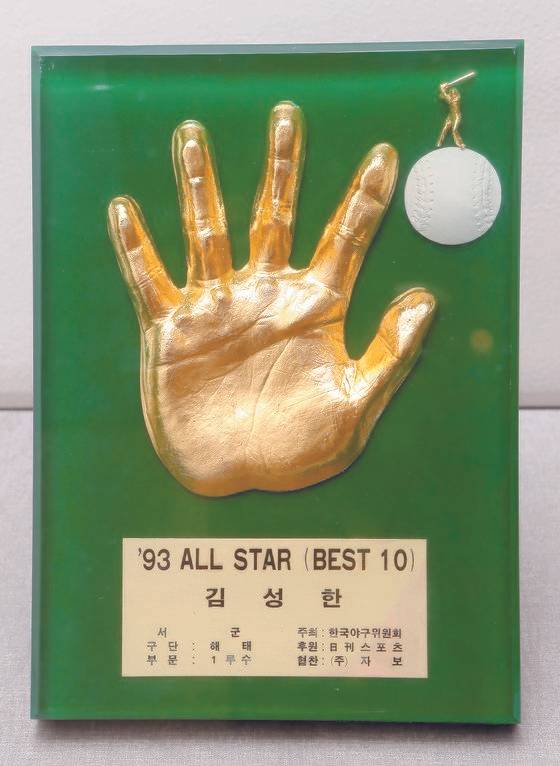 '93 ALL STAR (BEST 10)
김 성 한
서 군
구 단 : 해 태
부 문 : 1 루 수
주최 : 한국야구위원회
후원 : 日刊스포츠
협찬 : (주) 자 보